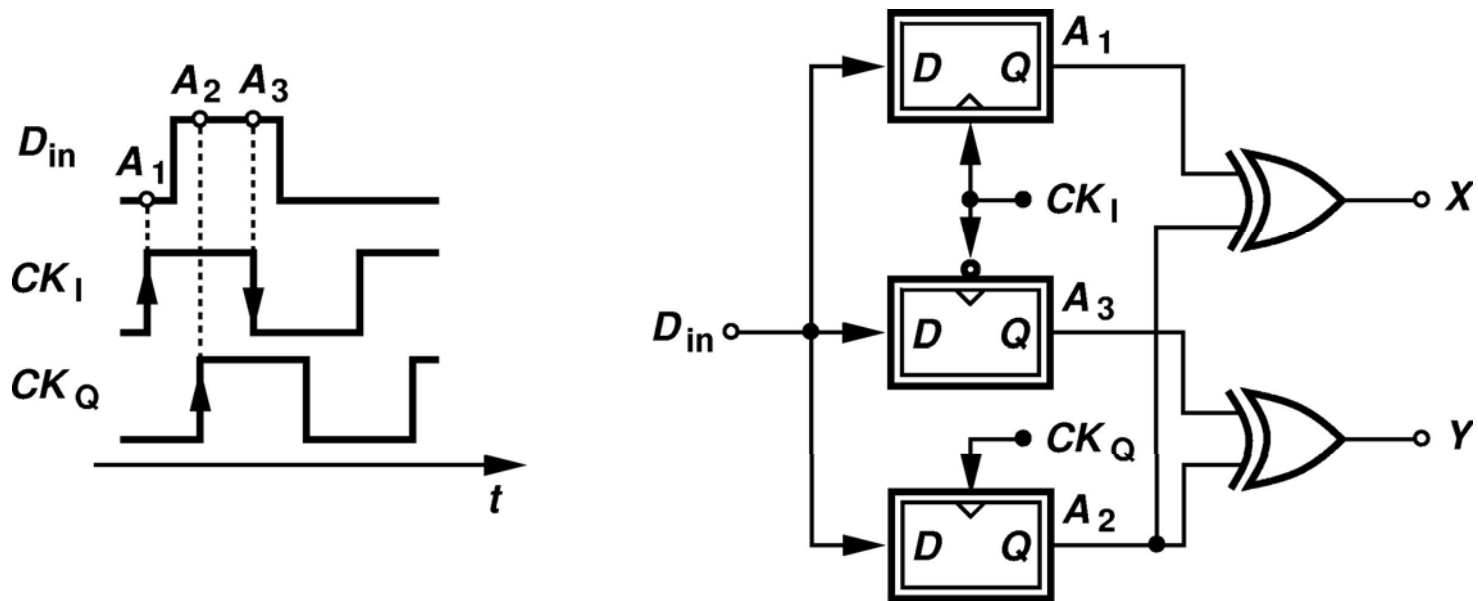 A2 A3
Din
A1
CKI
CKQ
t
D Q A1
CKI
X
Din
D Q A3
CKQ
Y
D Q A2